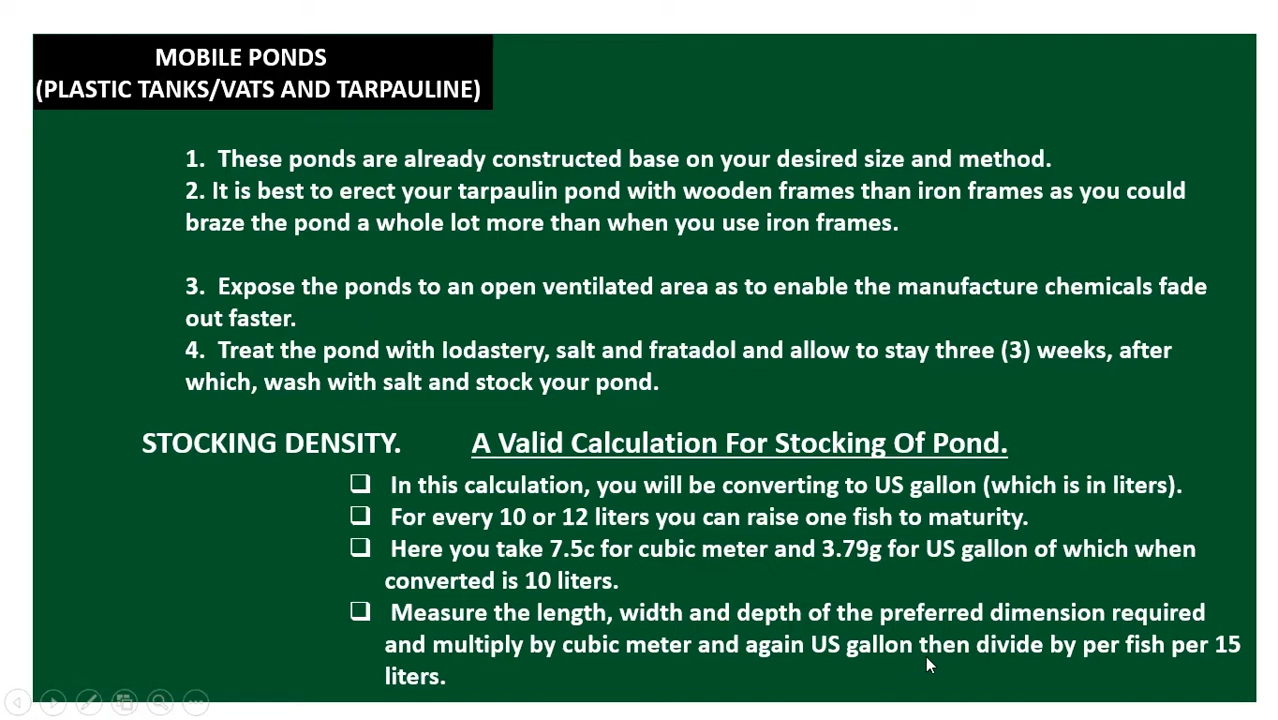 MOBILE PONDS
(PLASTIC TANKS/VATS AND TARPAULINE)
1. These ponds are already constructed base on your desired size and method.
2. It is best to erect your tarpaulin pond with wooden frames than iron frames as you could
braze the pond a whole lot more than when you use iron frames.
3. Expose the ponds to an open ventilated area as to enable the manufacture chemicals fade
out faster.
4. Treat the pond with lodastery, salt and fratadol and allow to stay three (3) weeks, after
which, wash with salt and stock your pond.
STOCKING DENSITY. A Valid Calculation For Stocking Of Pond.
In this calculation, you will be converting to US gallon (which is in liters).
For every 10 or 12 liters you can raise one fish to maturity.
Here you take 7.5c for cubic meter and 3.79g for US gallon of which when
converted is 10 liters.
Measure the length, width and depth of the preferred dimension required
and multiply by cubic meter and again US gallon then divide by per fish per 15
liters.